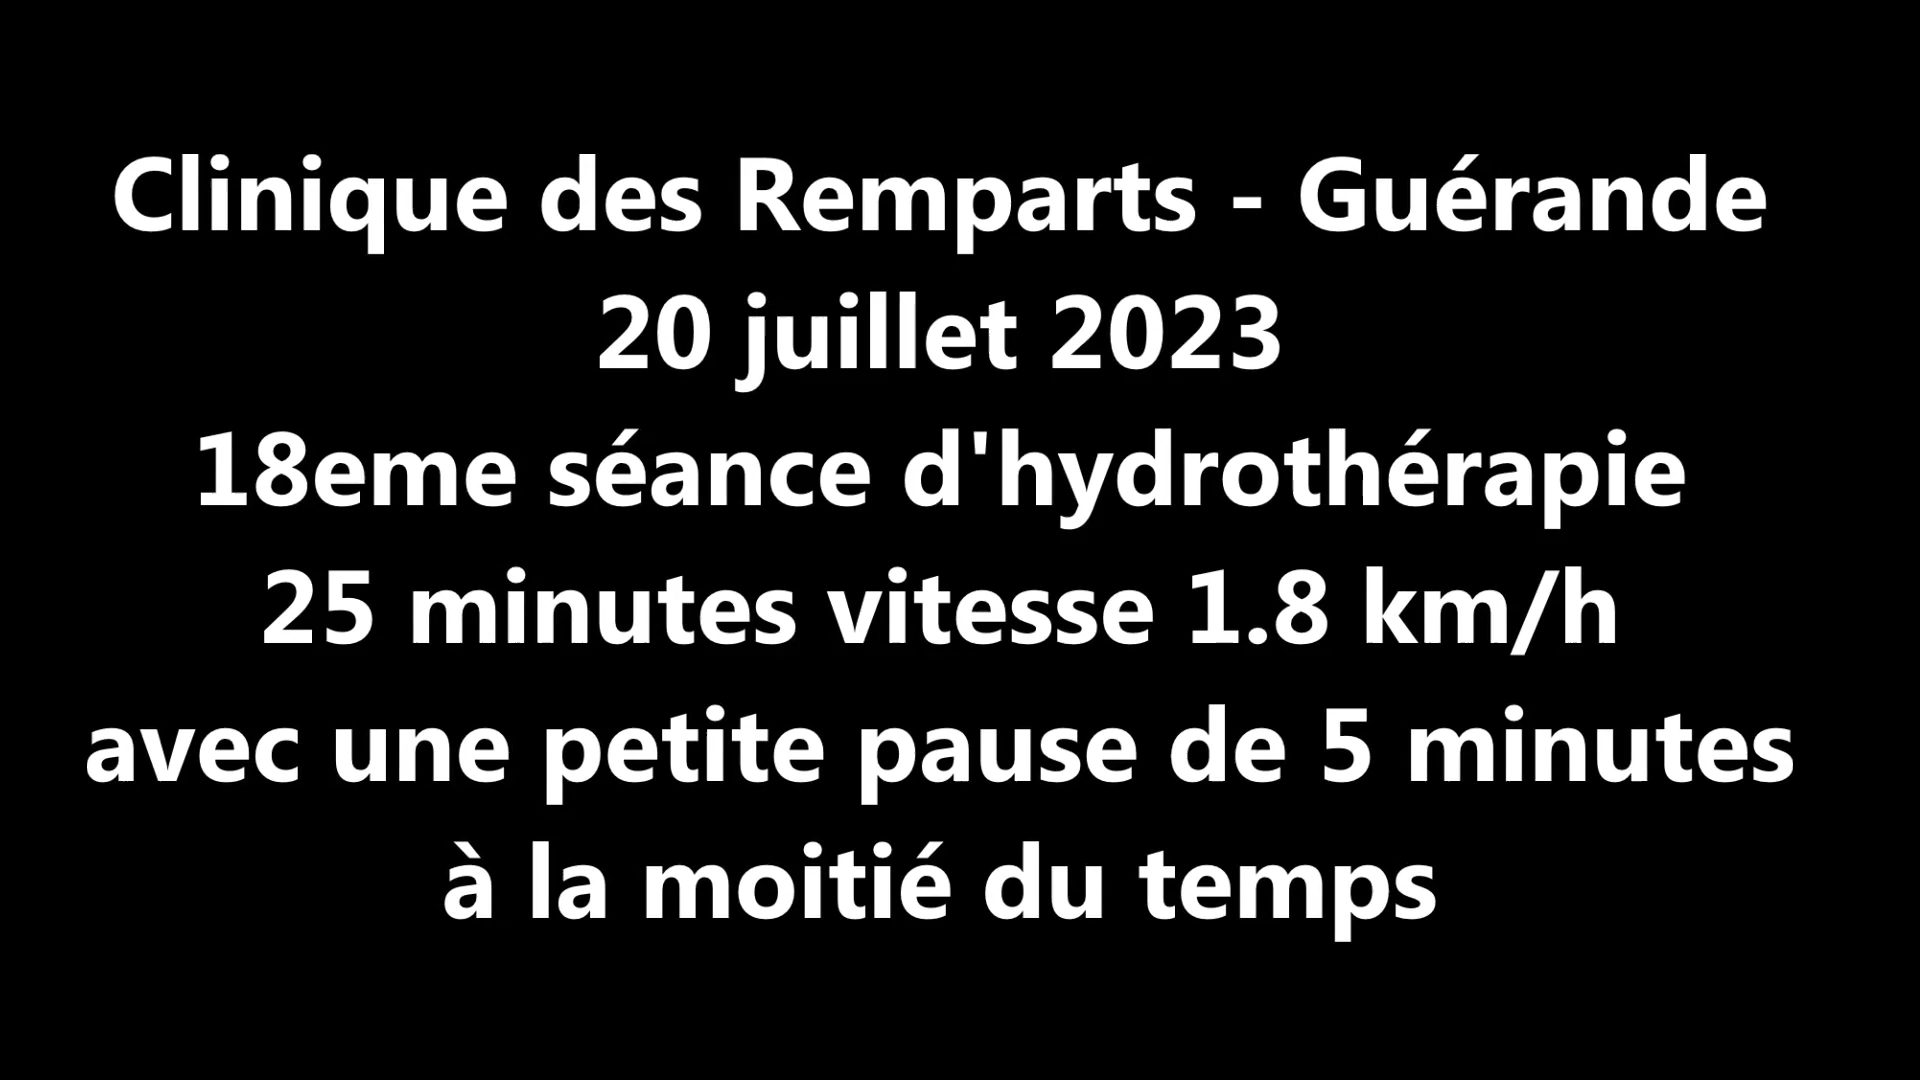 Clinique des Remparts - Guérande
20 juillet 2023
18eme séance d'hydrothérapie
25 minutes vitesse 1.8 km/h
avec une petite pause de 5 minutes
à la moitié du temps